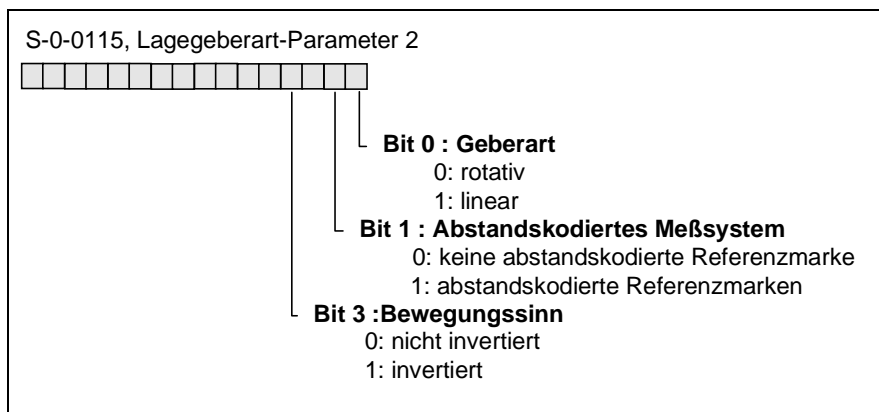 S-0-0115, Lagegeberart-Parameter 2
Bit 0 : Geberart
0: rotativ
1: linear
Bit 1 : Abstandskodiertes Meßsystem
0: keine abstandskodierte Referenzmarke
1: abstandskodierte Referenzmarken
Bit 3 :Bewegungssinn
0: nicht invertiert
1: invertiert